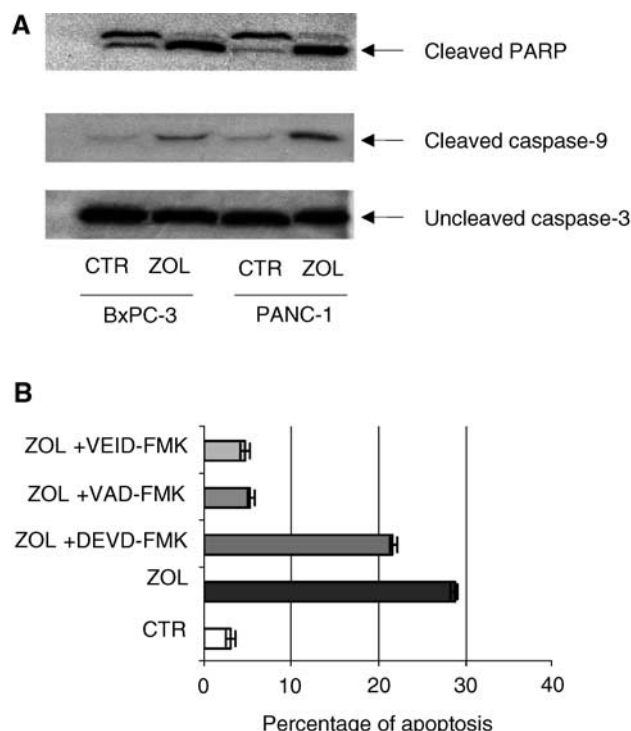 A
Cleaved PARP
Cleaved caspase-9
Uncleaved caspase-3
CTR ZOL CTR ZOL
BxPC-3 PANC-1
B
ZOL +VEID-FMK
ZOL +VAD-FMK
ZOL +DEVD-FMK
ZOL
CTR
0 10 20 30 40
Percentage of apoptosis